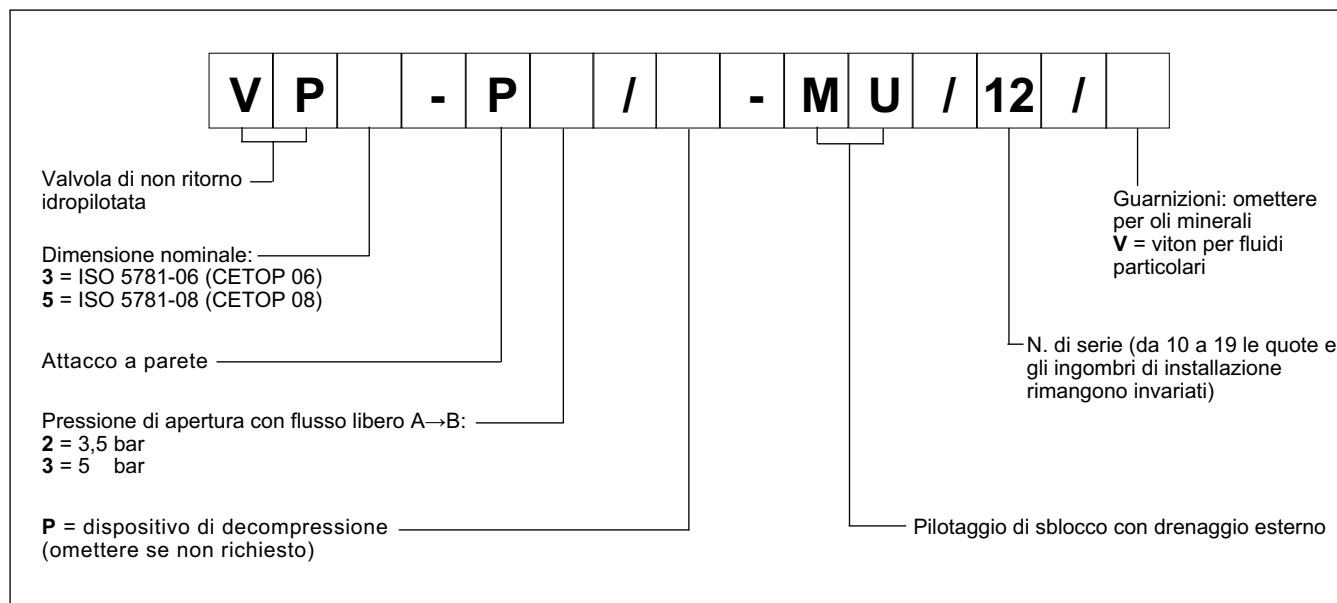 V P - P / - M U / 12 /
Valvola di non ritorno
idropilotata
Dimensione nominale:
3 = ISO 5781-06 (CETOP 06)
5 = ISO 5781-08 (CETOP 08)
Attacco a parete
Pressione di apertura con flusso libero A→B:
2 = 3,5 bar
3 = 5 bar
P = dispositivo di decompressione
(omettere se non richiesto)
Guarnizioni: omettere
per oli minerali
V = viton per fluidi
particolari
N. di serie (da 10 a 19 le quote e
gli ingombri di installazione
rimangono invariati)
Pilotaggio di sblocco con drenaggio esterno